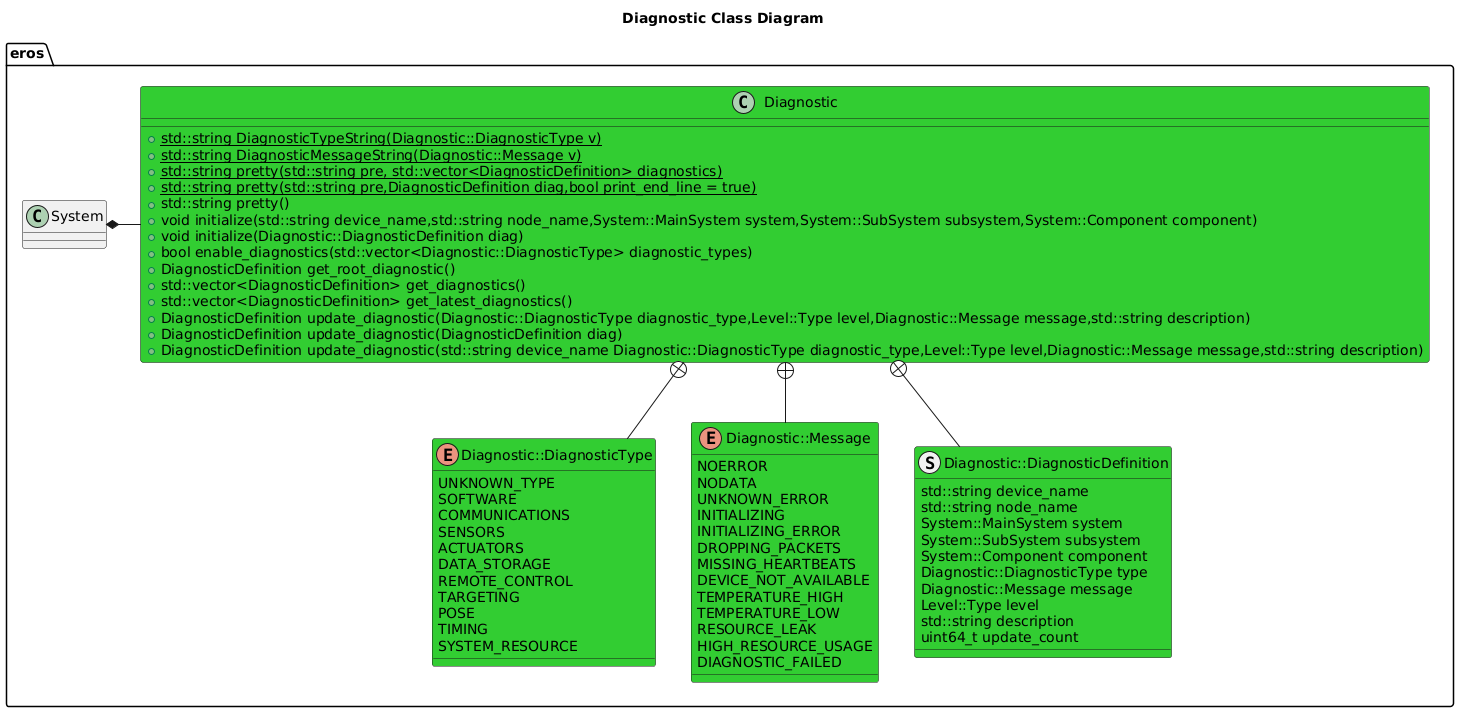 Diagnostic Class Diagram
eros
C Diagnostic
std::string DiagnosticTypeString(Diagnostic::DiagnosticType v)
std::string DiagnosticMessageString(Diagnostic::Message v)
std::string pretty(std::string pre, std::vector<DiagnosticDefinition> diagnostics)
std::string pretty(std::string pre,DiagnosticDefinition diag,bool print_end_line = true)
std::string pretty()
void initialize(std::string device_name,std::string node_name,System::MainSystem system,System::SubSystem subsystem,System::Component component)
void initialize(Diagnostic::DiagnosticDefinition diag)
bool enable_diagnostics(std::vector<Diagnostic::DiagnosticType> diagnostic_types)
DiagnosticDefinition get_root_diagnostic()
std::vector<DiagnosticDefinition> get_diagnostics()
std::vector<DiagnosticDefinition> get_latest_diagnostics()
DiagnosticDefinition update_diagnostic(Diagnostic::DiagnosticType diagnostic_type,Level::Type level,Diagnostic::Message message,std::string description)
DiagnosticDefinition update_diagnostic(DiagnosticDefinition diag)
DiagnosticDefinition update_diagnostic(std::string device_name Diagnostic::DiagnosticType diagnostic_type,Level::Type level,Diagnostic::Message message,std::string description)
C System
E Diagnostic::DiagnosticType
UNKNOWN_TYPE
SOFTWARE
COMMUNICATIONS
SENSORS
ACTUATORS
DATA_STORAGE
REMOTE_CONTROL
TARGETING
POSE
TIMING
SYSTEM_RESOURCE
E Diagnostic::Message
NOERROR
NODATA
UNKNOWN_ERROR
INITIALIZING
INITIALIZING_ERROR
DROPPING_PACKETS
MISSING_HEARTBEATS
DEVICE_NOT_AVAILABLE
TEMPERATURE_HIGH
TEMPERATURE_LOW
RESOURCE_LEAK
HIGH_RESOURCE_USAGE
DIAGNOSTIC_FAILED
S Diagnostic::DiagnosticDefinition
std::string device_name
std::string node_name
System::MainSystem system
System::SubSystem subsystem
System::Component component
Diagnostic::DiagnosticType type
Diagnostic::Message message
Level::Type level
std::string description
uint64_t update_count